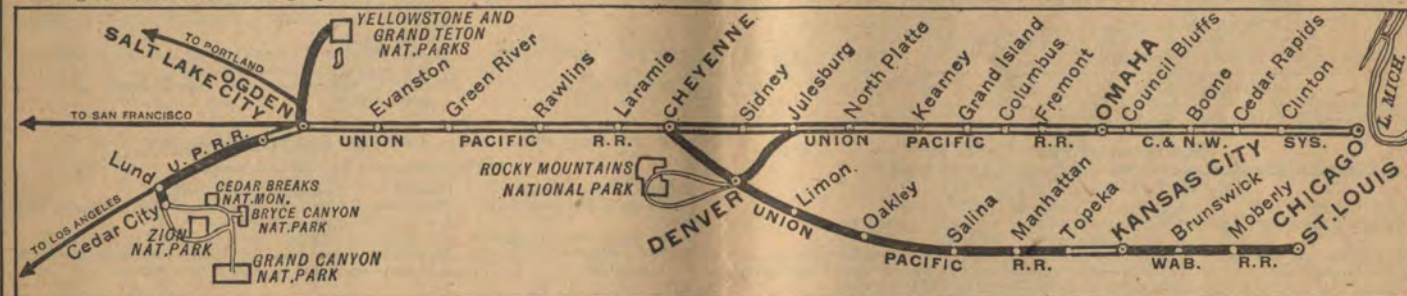 YELLOWSTONE AND
GRAND TETON
NAT. PARKS
TO PORTLAND
SALT LAKE CITY
OGDEN
TO SAN FRANCISCO
Evanston
Green River
Rawlins
Laramie
CHEYENNE
Sidney
Julesburg
North Platte
Kearney
Grand Island
Columbus
Fremont
OMAHA
Council Bluffs
Boone
Cedar Rapids
Clinton
CHICAGO
L. MICH.
UNION PACIFIC R.R.
UNION PACIFIC R.R.
C. & N.W. SYS.
U. P. R. R.
Lund
TO LOS ANGELES
Cedar City
CEDAR BREAKS
NAT. MON.
BRYCE CANYON
NAT. PARK
ZION
NAT. PARK
GRAND CANYON
NAT. PARK
ROCKY MOUNTAINS
NATIONAL PARK
DENVER
Limon.
Oakley
Salina
Manhattan
Topeka
KANSAS CITY
Brunswick
Moberly
ST. LOUIS
UNION PACIFIC R.R.
WAB. R.R.